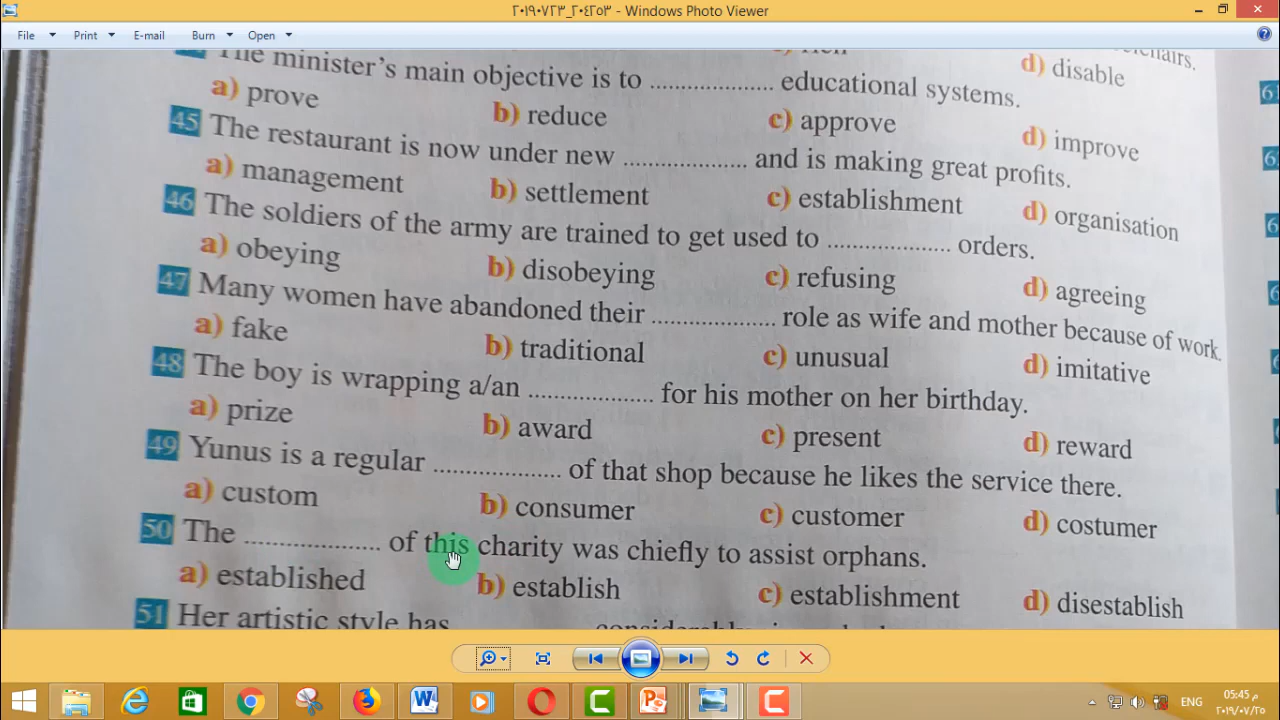 ٢٠١٩٠٧٢٣_٢٠٤٢٥٣ - Windows Photo Viewer
File Print E-mail Burn Open
d) disable
The minister's main objective is to .................... educational systems.
a) prove b) reduce c) approve d) improve
45 The restaurant is now under new .................... and is making great profits.
a) management b) settlement c) establishment d) organisation
46 The soldiers of the army are trained to get used to .................... orders.
a) obeying b) disobeying c) refusing d) agreeing
47 Many women have abandoned their .................... role as wife and mother because of work.
a) fake b) traditional c) unusual d) imitative
48 The boy is wrapping a/an .................... for his mother on her birthday.
a) prize b) award c) present d) reward
49 Yunus is a regular .................... of that shop because he likes the service there.
a) custom b) consumer c) customer d) costumer
50 The .................... of this charity was chiefly to assist orphans.
a) established b) establish c) establishment d) disestablish
51 Her artistic style has
ENG
05:45 م
٢٠١٩/٠٧/٢٥